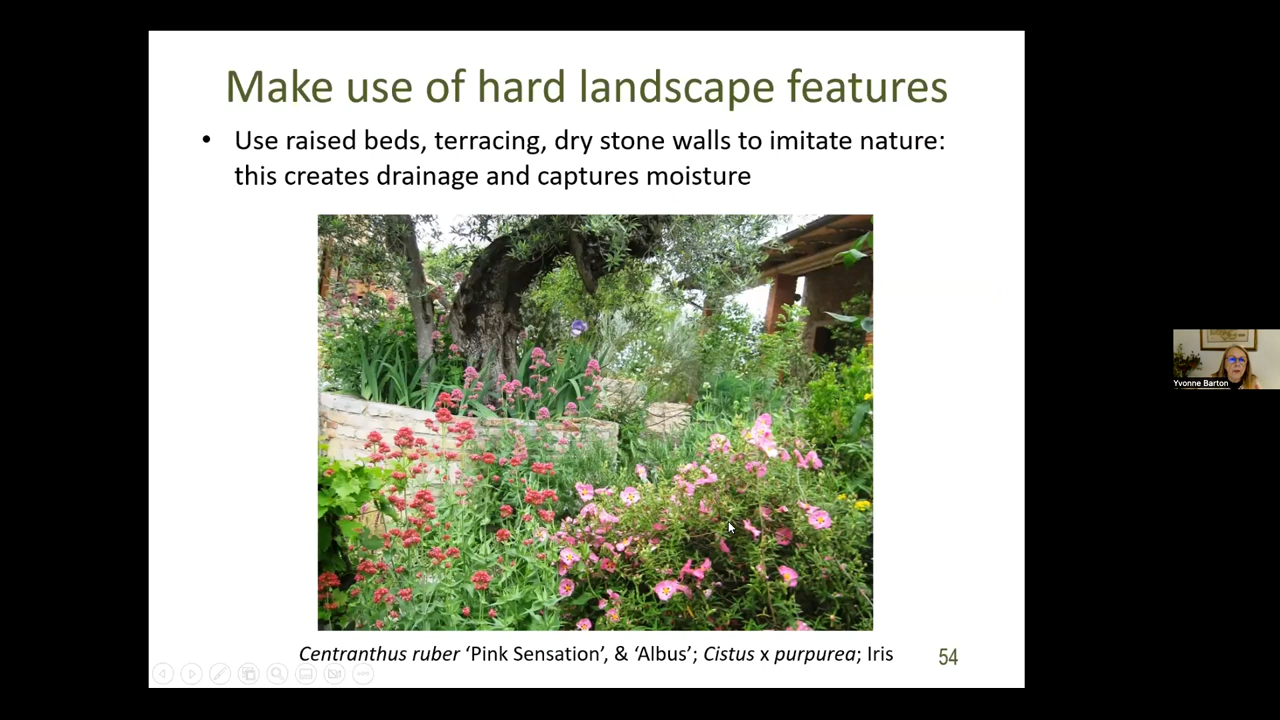 Make use of hard landscape features
• Use raised beds, terracing, dry stone walls to imitate nature:
this creates drainage and captures moisture
Centranthus ruber ‘Pink Sensation’, & ‘Albus’; Cistus x purpurea; Iris
54
Yvonne Barton